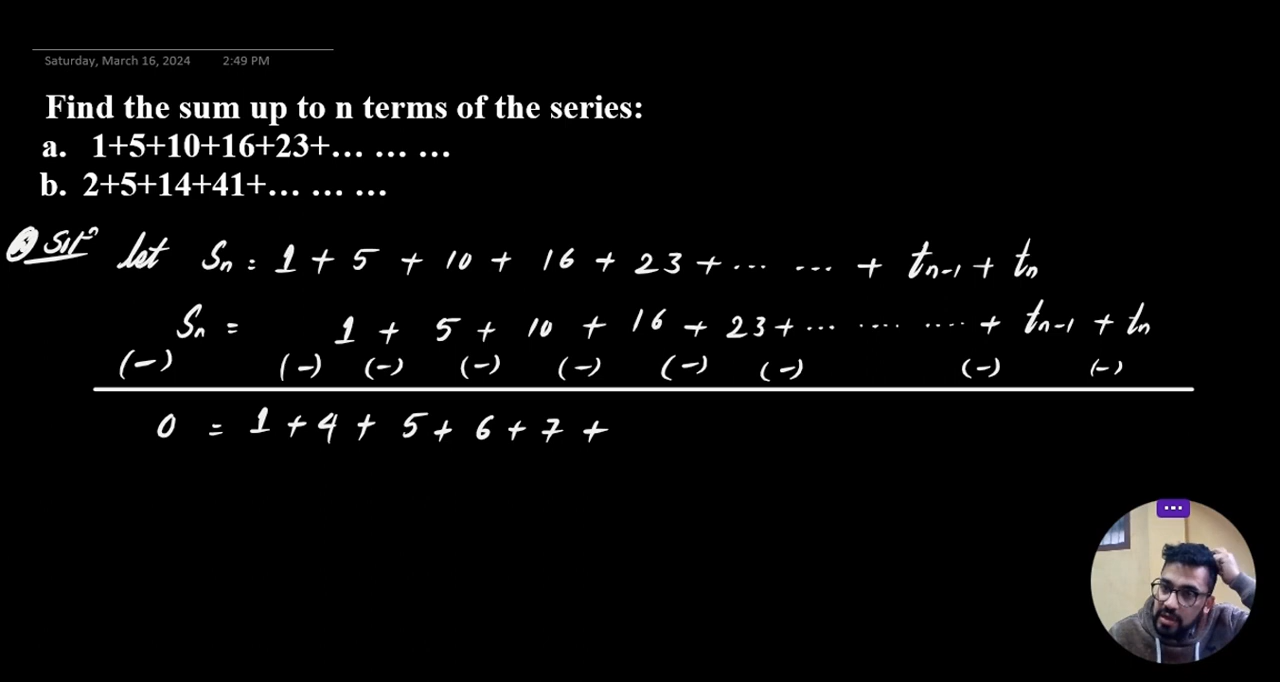 Saturday, March 16, 2024 2:49 PM
Find the sum up to n terms of the series:
a. 1+5+10+16+23+... ... ...
b. 2+5+14+41+... ... ...
Solⁿ let Sn = 1 + 5 + 10 + 16 + 23 + ... ... + tn-1 + tn
Sn = 1 + 5 + 10 + 16 + 23 + ... .... .... + tn-1 + tn
(-) (-) (-) (-) (-) (-) (-) (-) (-)
0 = 1 + 4 + 5 + 6 + 7 +